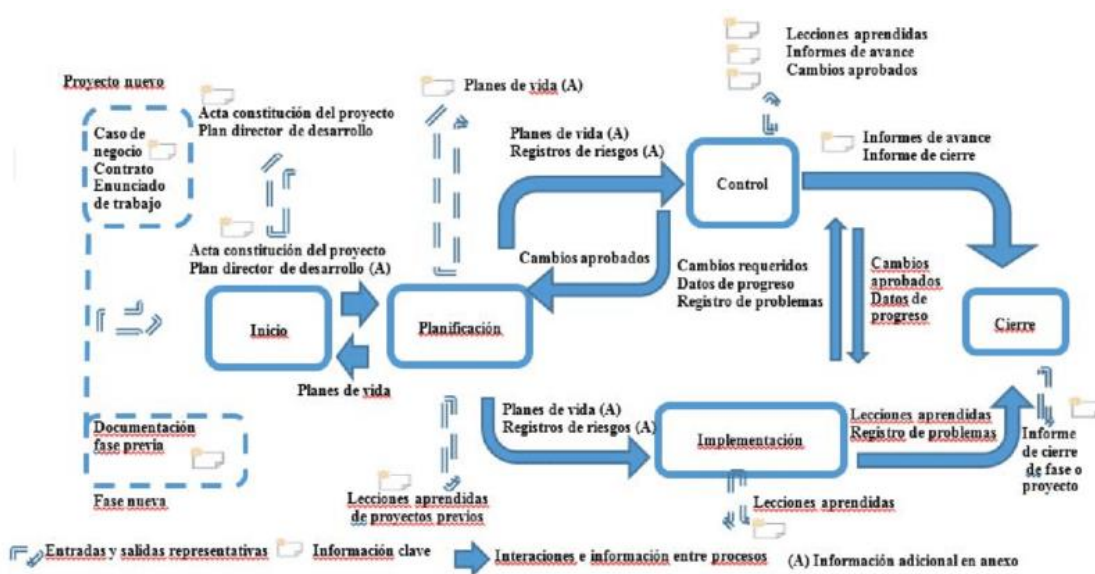 Proyecto nuevo
Caso de
negocio
Contrato
Enunciado
de trabajo
Acta constitución del proyecto
Plan director de desarrollo
Planes de vida (A)
Lecciones aprendidas
Informes de avance
Cambios aprobados
Planes de vida (A)
Registros de riesgos (A)
Control
Informes de avance
Informe de cierre
Acta constitución del proyecto
Plan director de desarrollo (A)
Cambios aprobados
Cambios requeridos
Datos de progreso
Registro de problemas
Cambios
aprobados
Datos de
progreso
Inicio
Planificación
Cierre
Planes de vida
Planes de vida (A)
Registros de riesgos (A)
Implementación
Lecciones aprendidas
Registro de problemas
Informe
de cierre
de fase o
proyecto
Documentación
fase previa
Fase nueva
Lecciones aprendidas
de proyectos previos
Lecciones aprendidas
Entradas y salidas representativas
Información clave
Interaciones e información entre procesos
(A) Información adicional en anexo